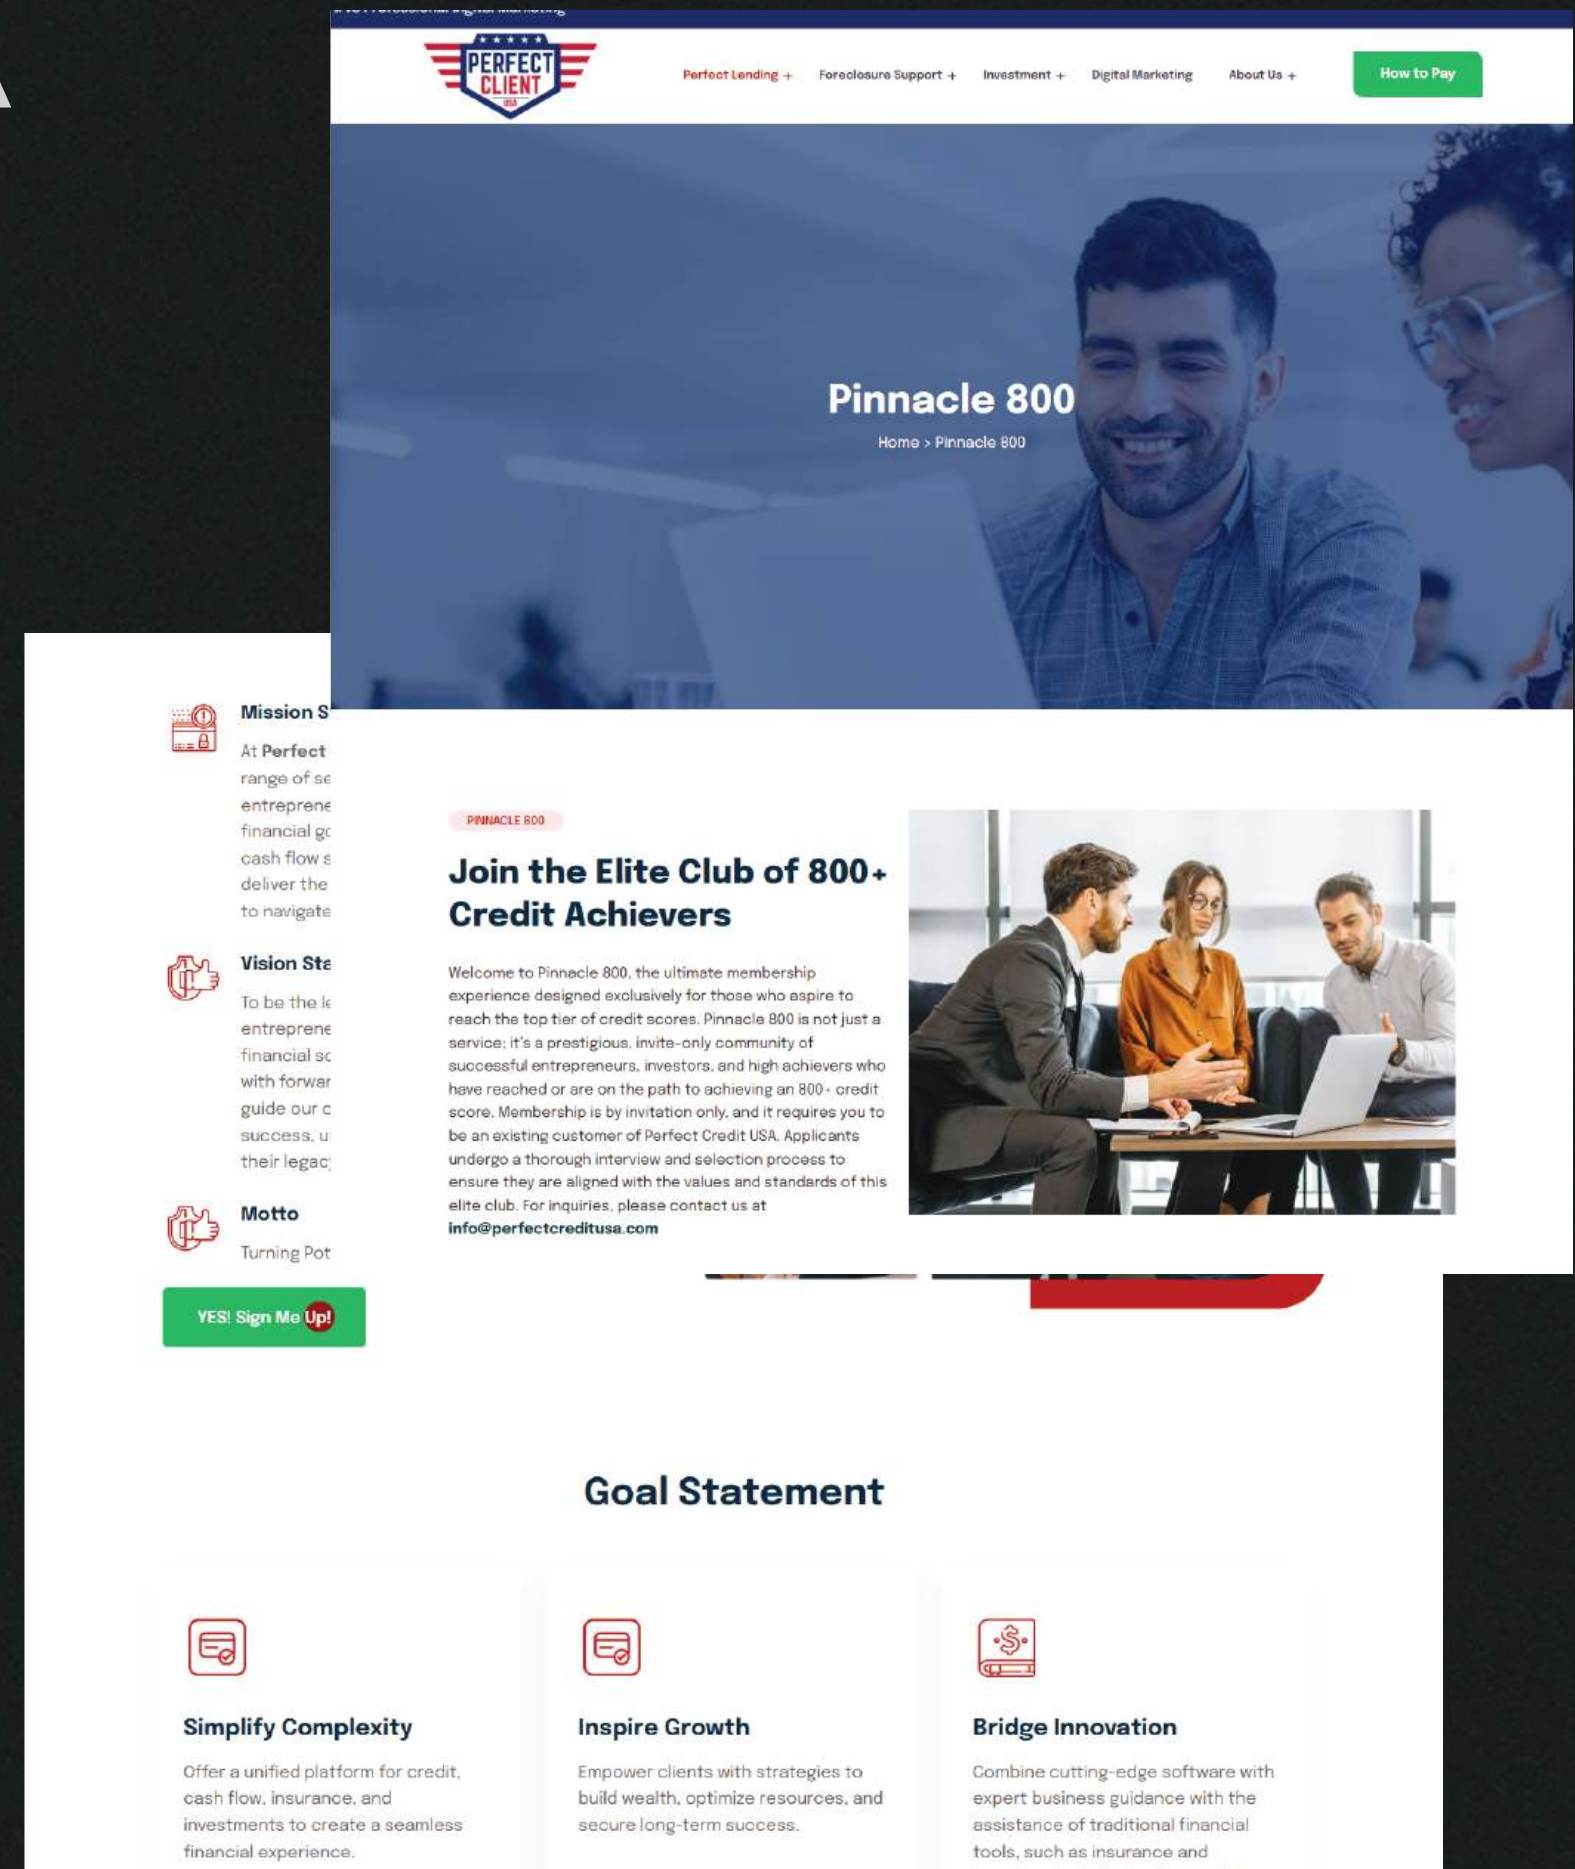 PERFECT
CLIENT
USA
Perfect Lending +
Foreclosure Support +
Investment +
Digital Marketing
About Us +
How to Pay
Pinnacle 800
Home > Pinnacle 800
PINNACLE 800
Join the Elite Club of 800+
Credit Achievers
Welcome to Pinnacle 800, the ultimate membership
experience designed exclusively for those who aspire to
reach the top tier of credit scores. Pinnacle 800 is not just a
service; it's a prestigious, invite-only community of
successful entrepreneurs, investors, and high achievers who
have reached or are on the path to achieving an 800+ credit
score. Membership is by invitation only, and it requires you to
be an existing customer of Perfect Credit USA. Applicants
undergo a thorough interview and selection process to
ensure they are aligned with the values and standards of this
elite club. For inquiries, please contact us at
info@perfectcreditusa.com
Mission S
At Perfect
range of se
entreprene
financial go
cash flow s
deliver the
to navigate
Vision Sta
To be the le
entreprene
financial so
with forwar
guide our c
success, u
their legac
Motto
Turning Pot
YES! Sign Me Up!
Goal Statement
Simplify Complexity
Offer a unified platform for credit,
cash flow, insurance, and
investments to create a seamless
financial experience.
Inspire Growth
Empower clients with strategies to
build wealth, optimize resources, and
secure long-term success.
Bridge Innovation
Combine cutting-edge software with
expert business guidance with the
assistance of traditional financial
tools, such as insurance and